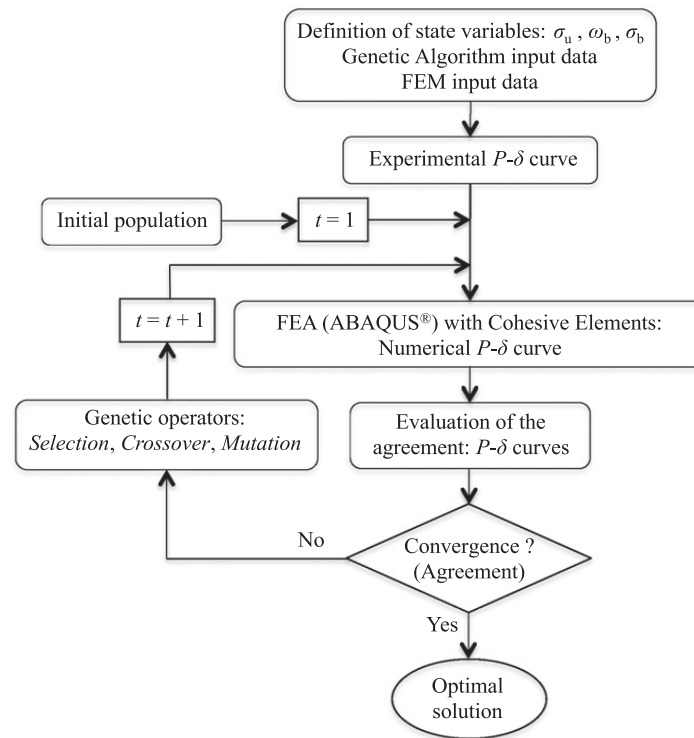 Definition of state variables: σu , ωb , σb
Genetic Algorithm input data
FEM input data
Experimental P-δ curve
Initial population
t = 1
t = t + 1
FEA (ABAQUS®) with Cohesive Elements:
Numerical P-δ curve
Genetic operators:
Selection, Crossover, Mutation
Evaluation of the
agreement: P-δ curves
No
Convergence ?
(Agreement)
Yes
Optimal
solution